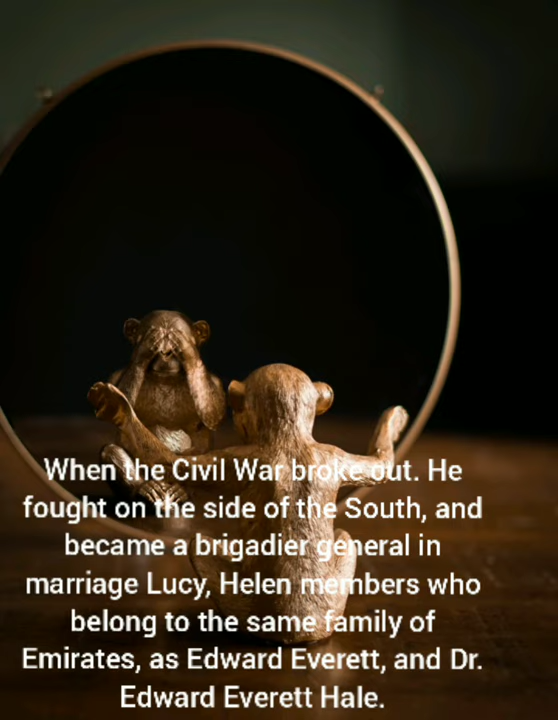 When the Civil War broke out. He
fought on the side of the South, and
became a brigadier general in
marriage Lucy, Helen members who
belong to the same family of
Emirates, as Edward Everett, and Dr.
Edward Everett Hale.